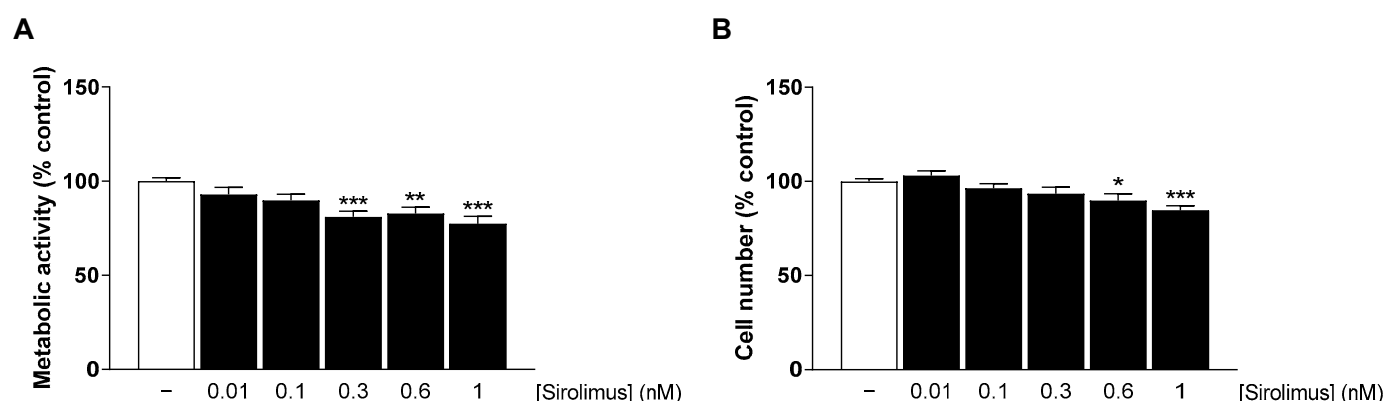 A
Metabolic activity (% control)
150
100
50
0
***
**
***
– 0.01 0.1 0.3 0.6 1 [Sirolimus] (nM)
B
Cell number (% control)
150
100
50
0
*
***
– 0.01 0.1 0.3 0.6 1 [Sirolimus] (nM)